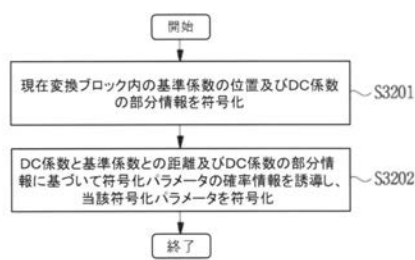 開始
現在変換ブロック内の基準係数の位置及びDC係数
の部分情報を符号化
S3201
DC係数と基準係数との距離及びDC係数の部分情
報に基づいて符号化パラメータの確率情報を誘導し、
当該符号化パラメータを符号化
S3202
終了